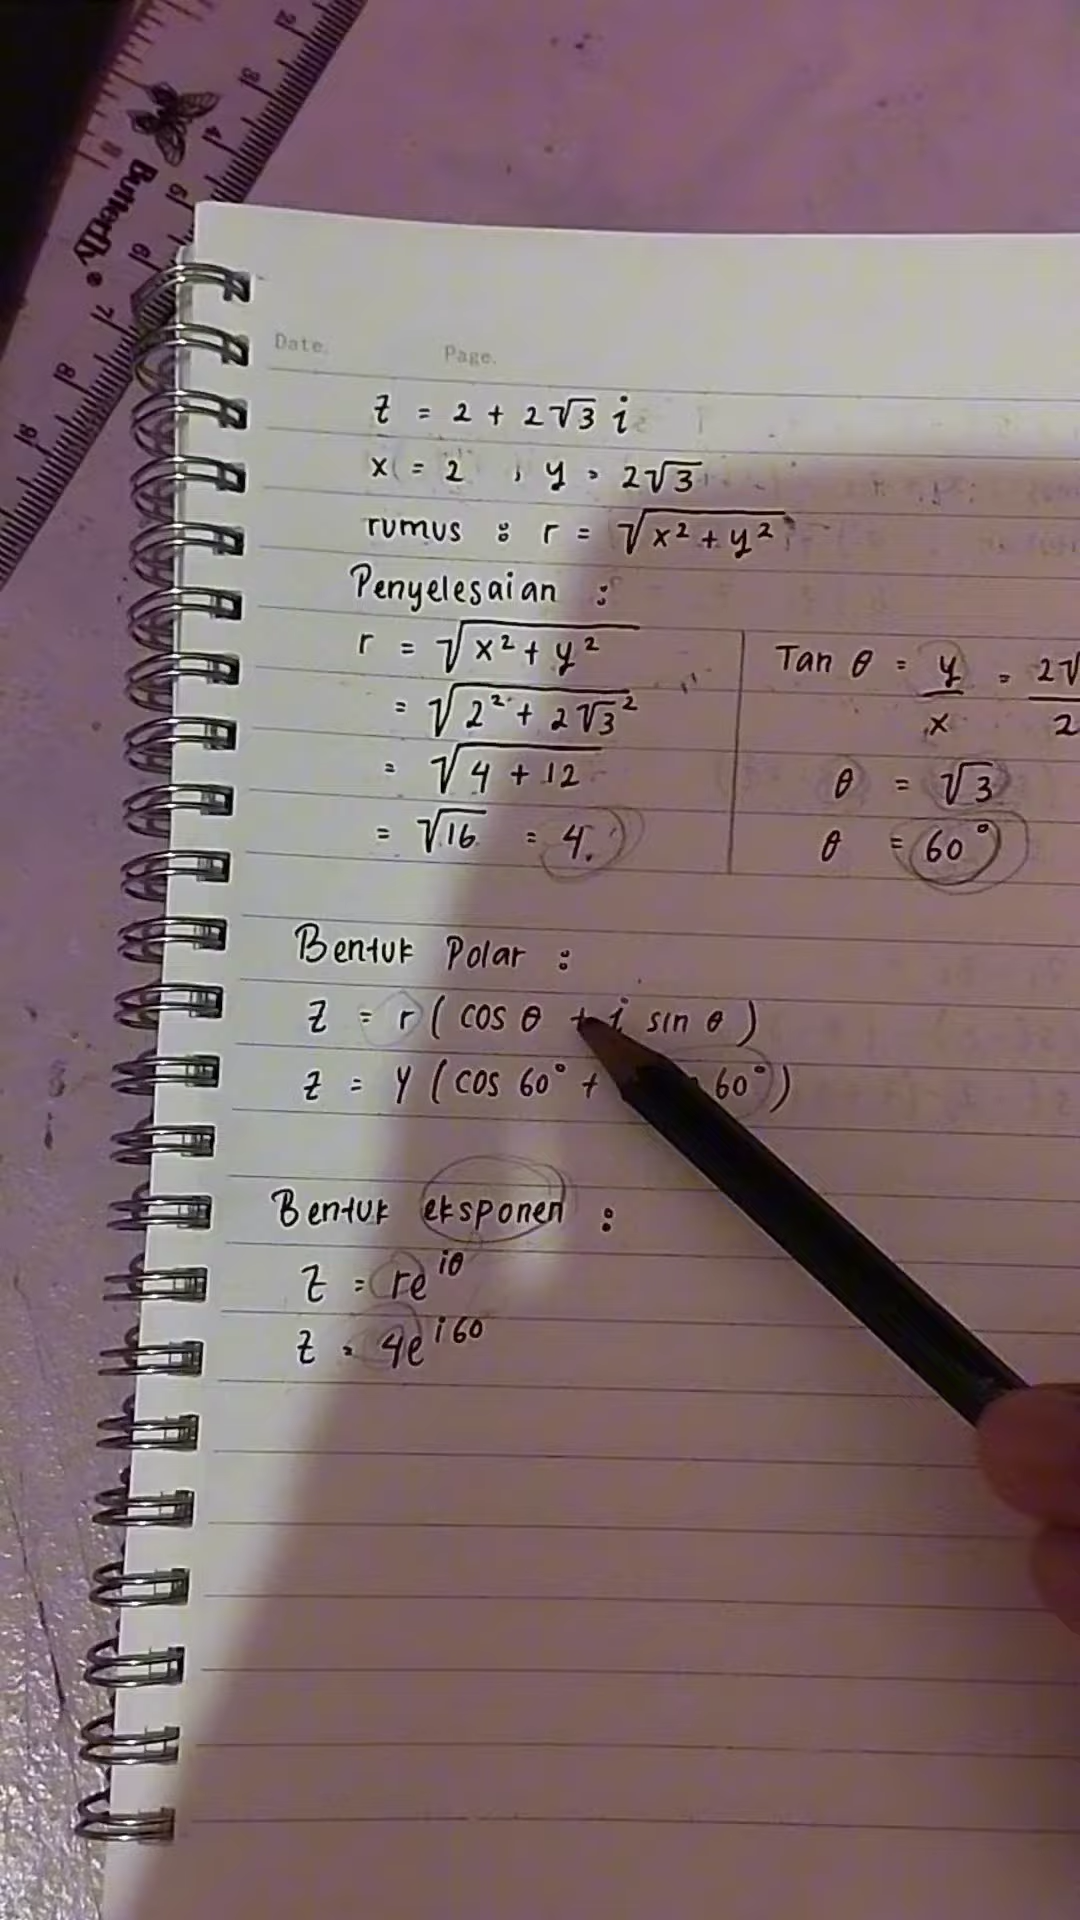 Butterfly ®
Date.
Page.
z = 2 + 2√3 i
x = 2 , y = 2√3
rumus : r = √x² + y²
Penyelesaian :
r = √x² + y²
= √2² + 2√3²
= √4 + 12
= √16 = 4.
Tan θ = y/x = 2√/2
θ = √3
θ = 60°
Bentuk Polar :
z = r ( cos θ + i sin θ )
z = 4 ( cos 60° + 60° )
Bentuk eksponen :
z = re^iθ
z = 4e^i60